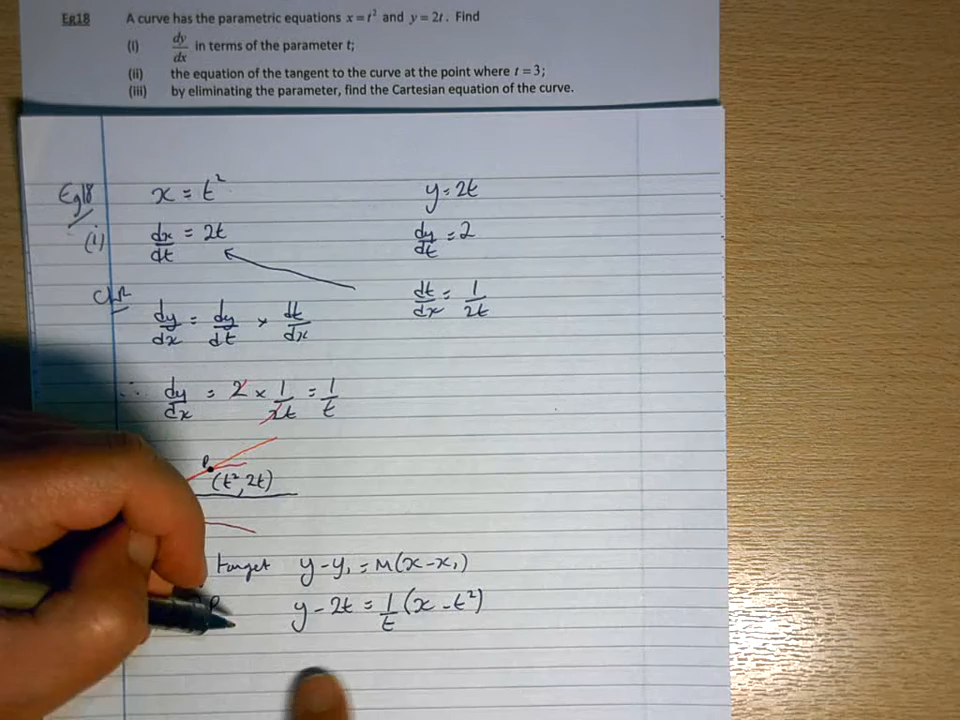 Eg18 A curve has the parametric equations x = t² and y = 2t. Find
(i) dy/dx in terms of the parameter t;
(ii) the equation of the tangent to the curve at the point where t = 3;
(iii) by eliminating the parameter, find the Cartesian equation of the curve.
Eg18 x = t² y = 2t
(i) dx/dt = 2t dy/dt = 2
dt/dx = 1/2t
ChR dy/dx = dy/dt × dt/dx
∴ dy/dx = 2 × 1/2t = 1/t
P
(t², 2t)
tanget y - y₁ = M(x - x₁)
P y - 2t = 1/t (x - t²)